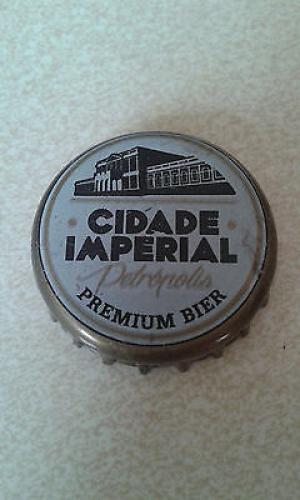 CIDADE
IMPERIAL
Petrópolis
PREMIUM BIER